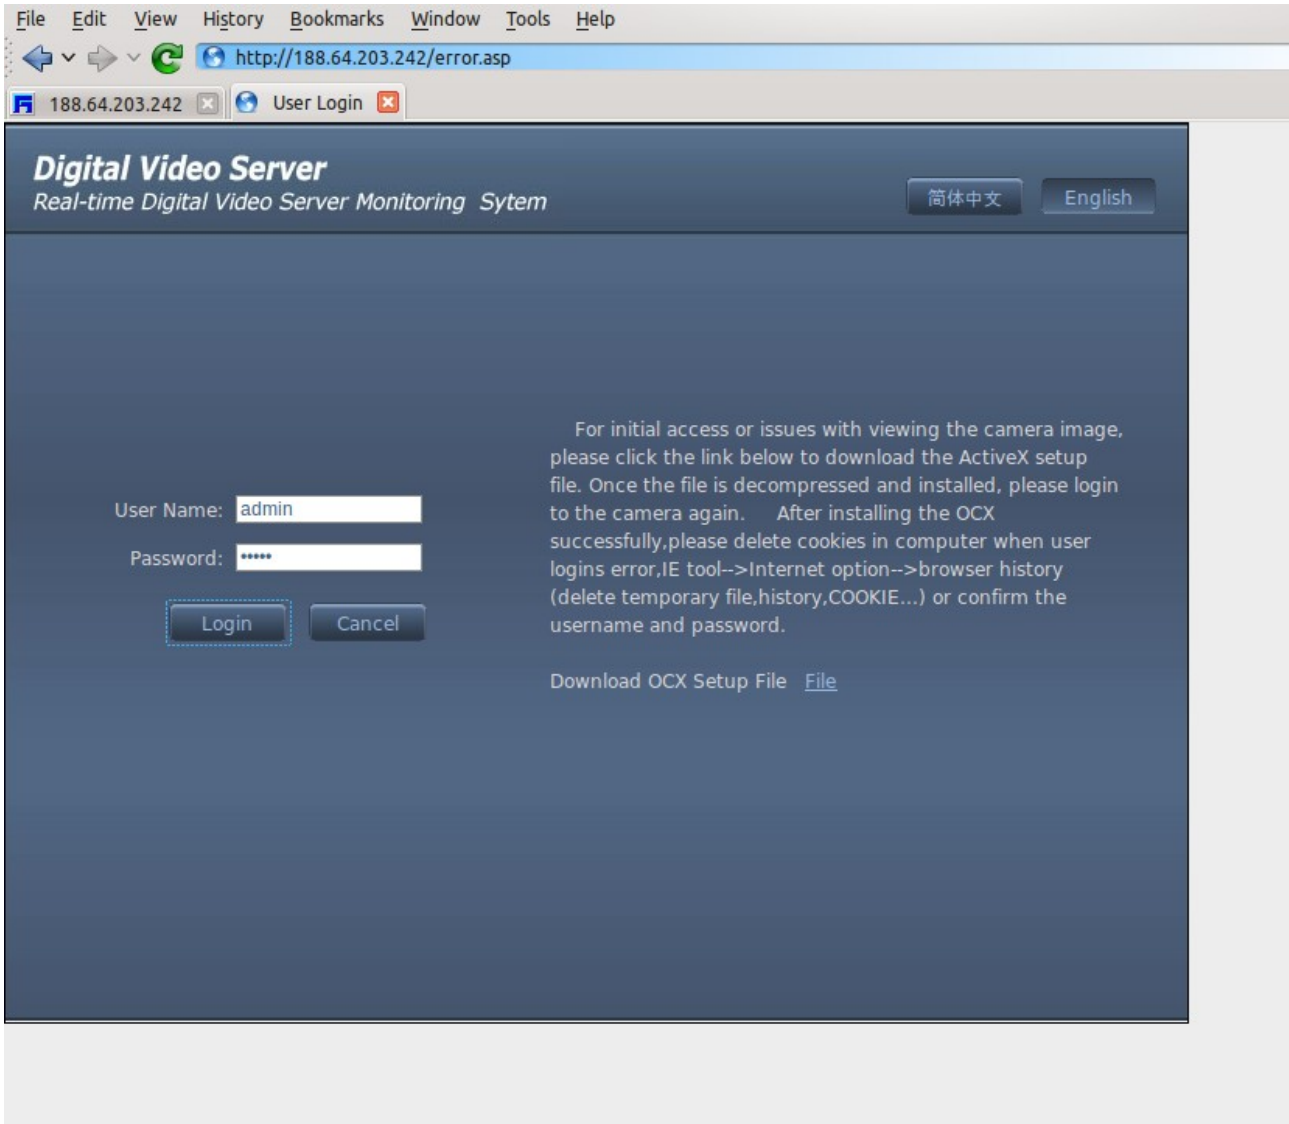 File Edit View History Bookmarks Window Tools Help
http://188.64.203.242/error.asp
188.64.203.242 User Login
Digital Video Server
Real-time Digital Video Server Monitoring Sytem
简体中文 English
User Name: admin
Password: •••••
Login Cancel
For initial access or issues with viewing the camera image,
please click the link below to download the ActiveX setup
file. Once the file is decompressed and installed, please login
to the camera again. After installing the OCX
successfully,please delete cookies in computer when user
logins error,IE tool-->Internet option-->browser history
(delete temporary file,history,COOKIE...) or confirm the
username and password.
Download OCX Setup File File